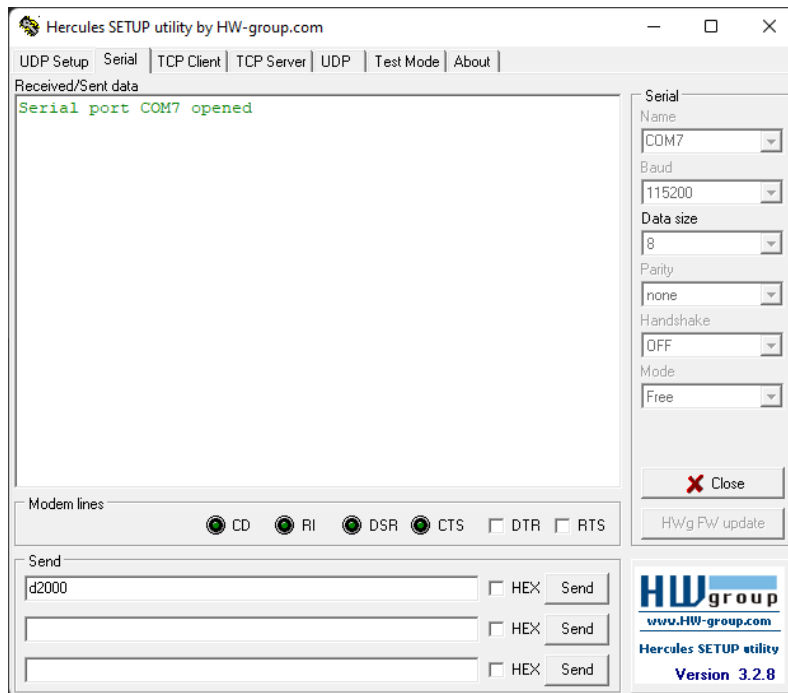 Hercules SETUP utility by HW-group.com
UDP Setup Serial TCP Client TCP Server UDP Test Mode About
Received/Sent data
Serial port COM7 opened
Serial
Name
COM7
Baud
115200
Data size
8
Parity
none
Handshake
OFF
Mode
Free
Close
HWg FW update
Modem lines
CD RI DSR CTS DTR RTS
Send
d2000 HEX Send
HEX Send
HEX Send
HW group
www.HW-group.com
Hercules SETUP utility
Version 3.2.8